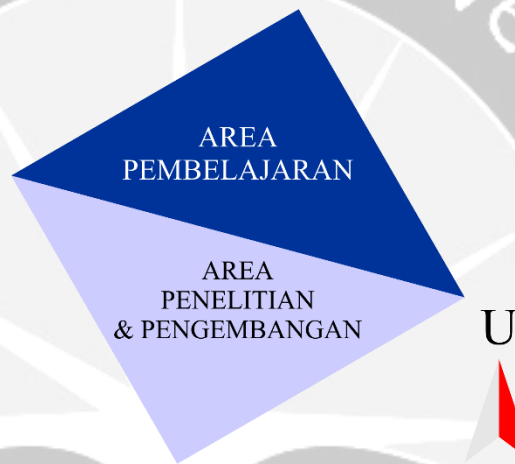 AREA
PEMBELAJARAN
AREA
PENELITIAN
& PENGEMBANGAN
U